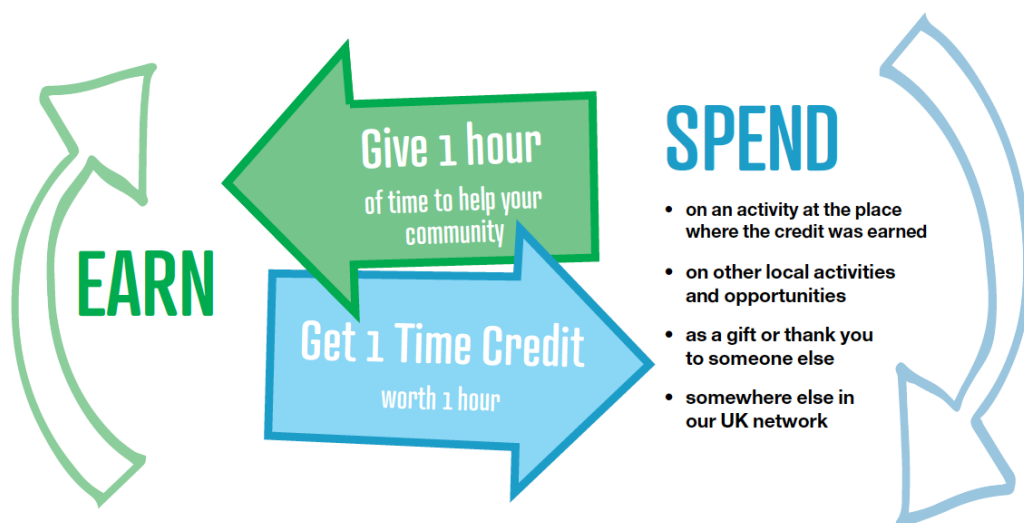 EARN
Give 1 hour
of time to help your
community
Get 1 Time Credit
worth 1 hour
SPEND
• on an activity at the place
where the credit was earned
• on other local activities
and opportunities
• as a gift or thank you
to someone else
• somewhere else in
our UK network